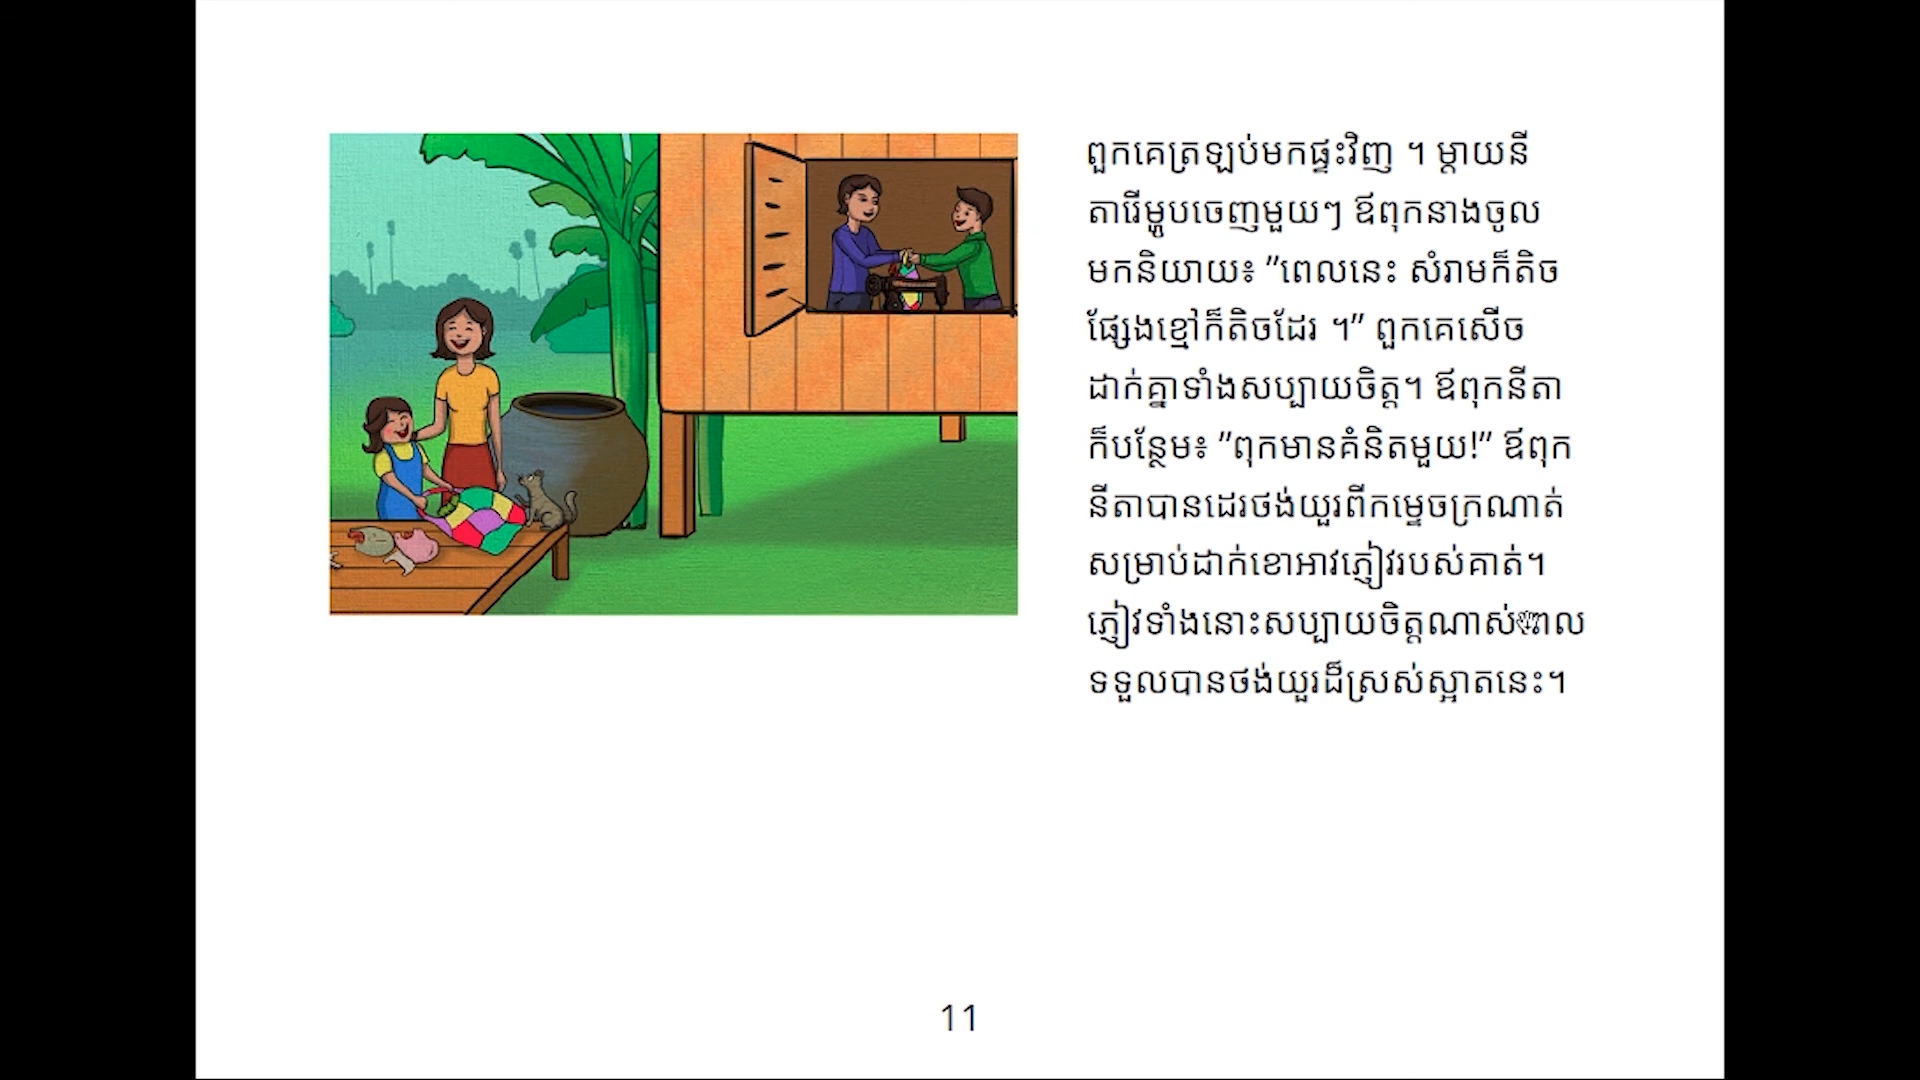 ពួកគេត្រឡប់មកផ្ទះវិញ ។ ម្តាយនី
តារើម្ហូបចេញមួយៗ ឪពុកនាងចូល
មកនិយាយ៖ "ពេលនេះ សំរាមក៏តិច
ផ្សែងខ្មៅក៏តិចដែរ ។" ពួកគេសើច
ដាក់គ្នាទាំងសប្បាយចិត្ត។ ឪពុកនីតា
ក៏បន្ថែម៖ "ពុកមានគំនិតមួយ!" ឪពុក
នីតាបានដេរថង់យួរពីកម្ទេចក្រណាត់
សម្រាប់ដាក់ខោអាវភ្ញៀវរបស់គាត់។
ភ្ញៀវទាំងនោះសប្បាយចិត្តណាស់ពេល
ទទួលបានថង់យួរដ៏ស្រស់ស្អាតនេះ។
11